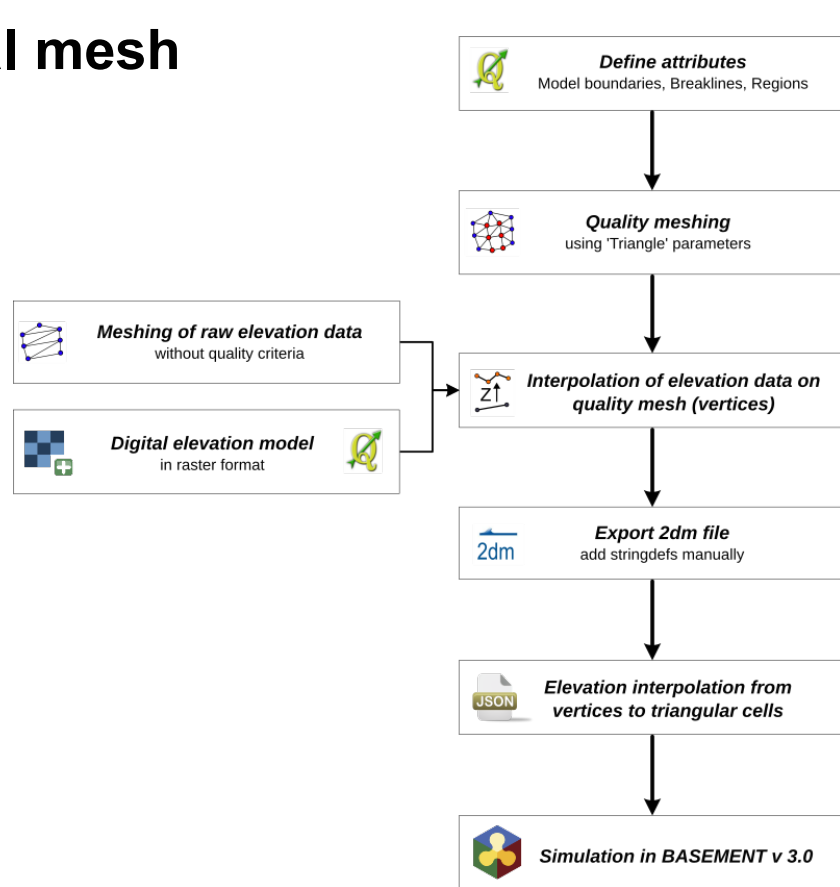 l mesh
Define attributes
Model boundaries, Breaklines, Regions
Quality meshing
using 'Triangle' parameters
Meshing of raw elevation data
without quality criteria
Digital elevation model
in raster format
Z
Interpolation of elevation data on
quality mesh (vertices)
2dm
Export 2dm file
add stringdefs manually
JSON
Elevation interpolation from
vertices to triangular cells
Simulation in BASEMENT v 3.0